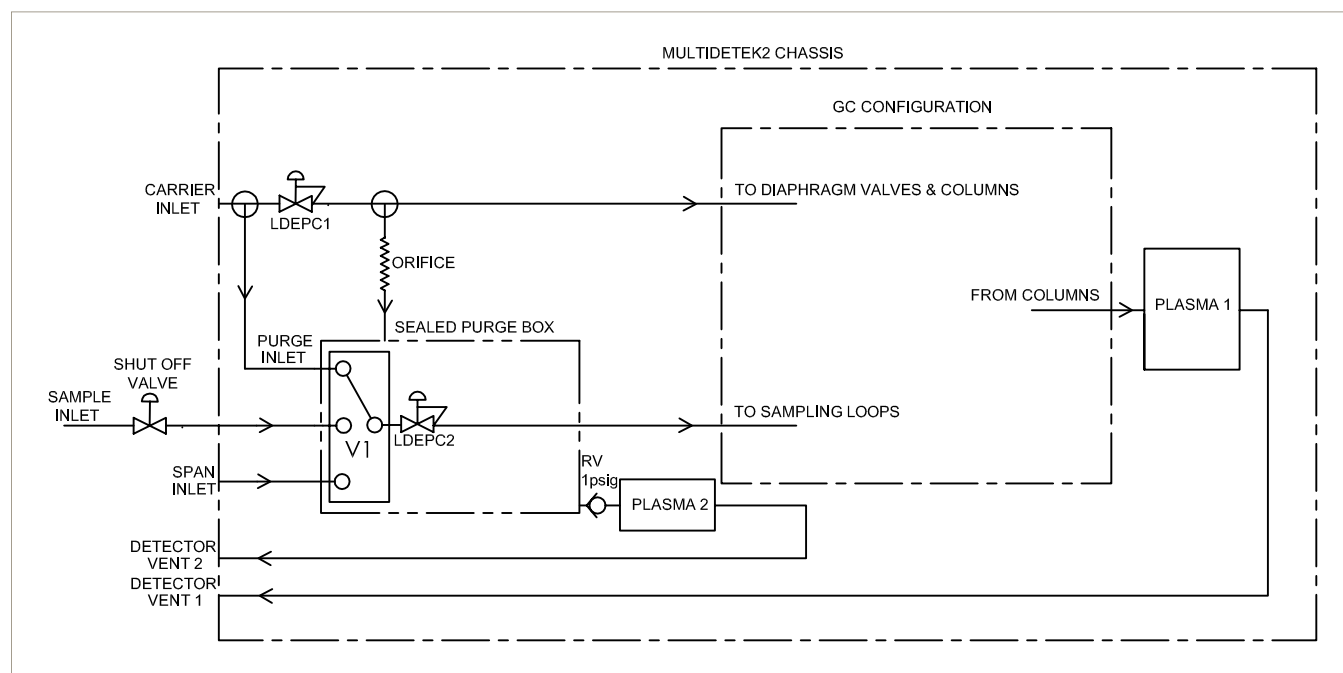 MULTIDETEK2 CHASSIS
GC CONFIGURATION
CARRIER
INLET
LDEPC1
TO DIAPHRAGM VALVES & COLUMNS
ORIFICE
FROM COLUMNS
PLASMA 1
SEALED PURGE BOX
PURGE
INLET
SHUT OFF
VALVE
SAMPLE
INLET
V1
LDEPC2
TO SAMPLING LOOPS
SPAN
INLET
RV
1psig
PLASMA 2
DETECTOR
VENT 2
DETECTOR
VENT 1